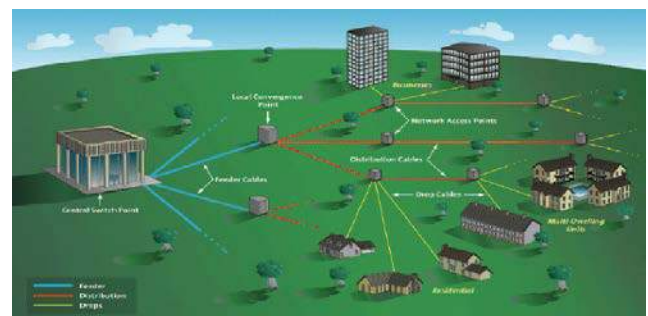 Businesses
Local Convergence
Point
Network Access Points
Distribution Cables
Feeder Cables
Central Switch Point
Drop Cables
Multi-Dwelling
Units
Residential
Feeder
Distribution
Drops